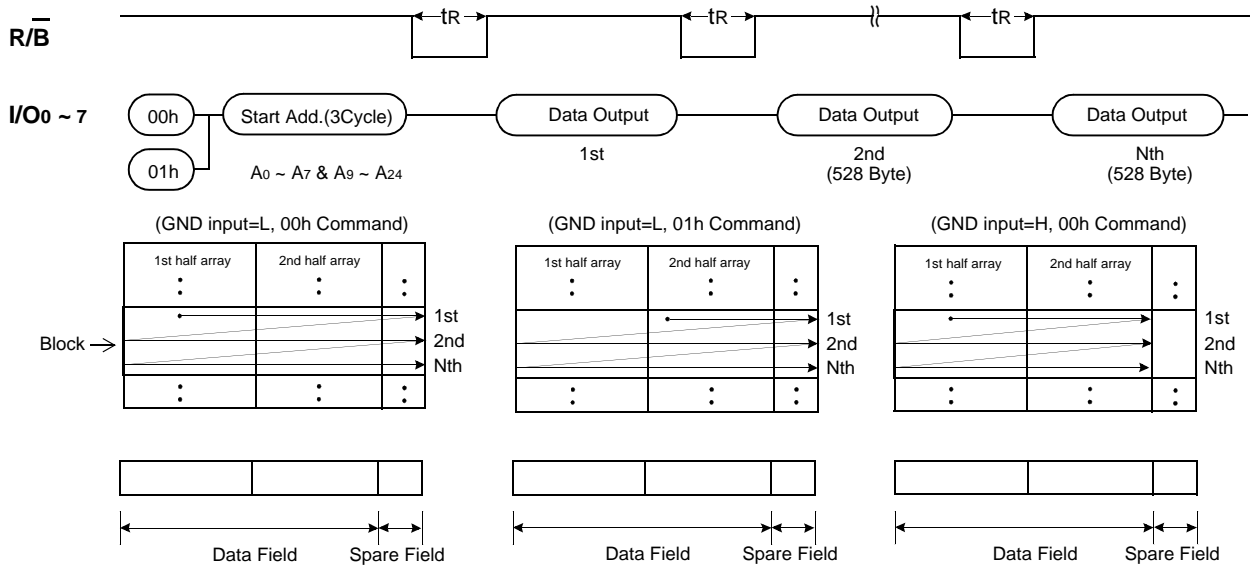 R/B tR tR tR
I/O0 ~ 7 00h Start Add.(3Cycle) Data Output Data Output Data Output
01h A0 ~ A7 & A9 ~ A24 1st 2nd Nth
(528 Byte) (528 Byte)
(GND input=L, 00h Command) (GND input=L, 01h Command) (GND input=H, 00h Command)
1st half array 2nd half array 1st half array 2nd half array 1st half array 2nd half array
1st 1st 1st
Block 2nd 2nd 2nd
Nth Nth Nth
Data Field Spare Field Data Field Spare Field Data Field Spare Field